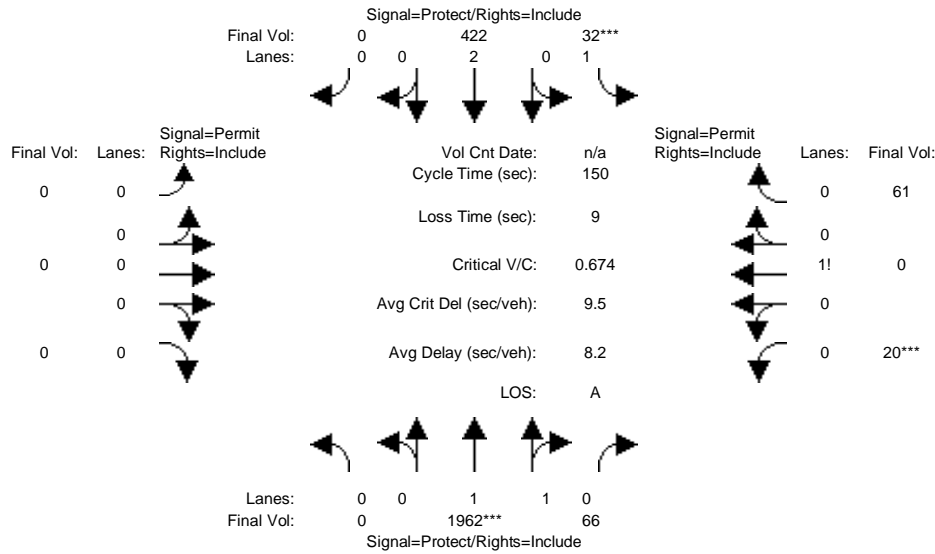 Signal=Protect/Rights=Include
Final Vol: 0 422 32***
Lanes: 0 0 2 0 1
Signal=Permit Signal=Permit
Final Vol: Lanes: Rights=Include Vol Cnt Date: n/a Rights=Include Lanes: Final Vol:
Cycle Time (sec): 150
0 0 0 61
Loss Time (sec): 9
0 0
0 0 Critical V/C: 0.674 1! 0
0 Avg Crit Del (sec/veh): 9.5 0
0 0 Avg Delay (sec/veh): 8.2 0 20***
LOS: A
Lanes: 0 0 1 1 0
Final Vol: 0 1962*** 66
Signal=Protect/Rights=Include